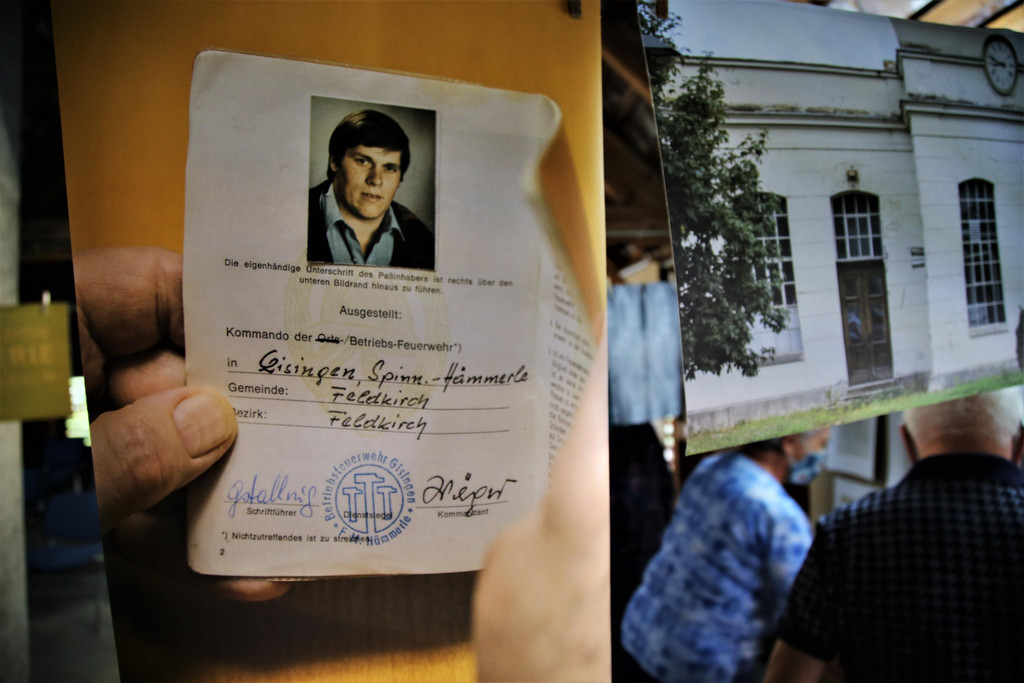 Die eigenhändige Unterschrift des Paßinhabers ist rechts über den
unteren Bildrand hinaus zu führen.
Ausgestellt:
Kommando der Orts-/Betriebs-Feuerwehr*)
in Gisingen, Spinn.-Hämmerle
Gemeinde: Feldkirch
Bezirk: Feldkirch
Betriebsfeuerwehr Gisingen
F. M. Hämmerle
Schriftführer Dienstsiegel Kommandant
*) Nichtzutreffendes ist zu streichen
2